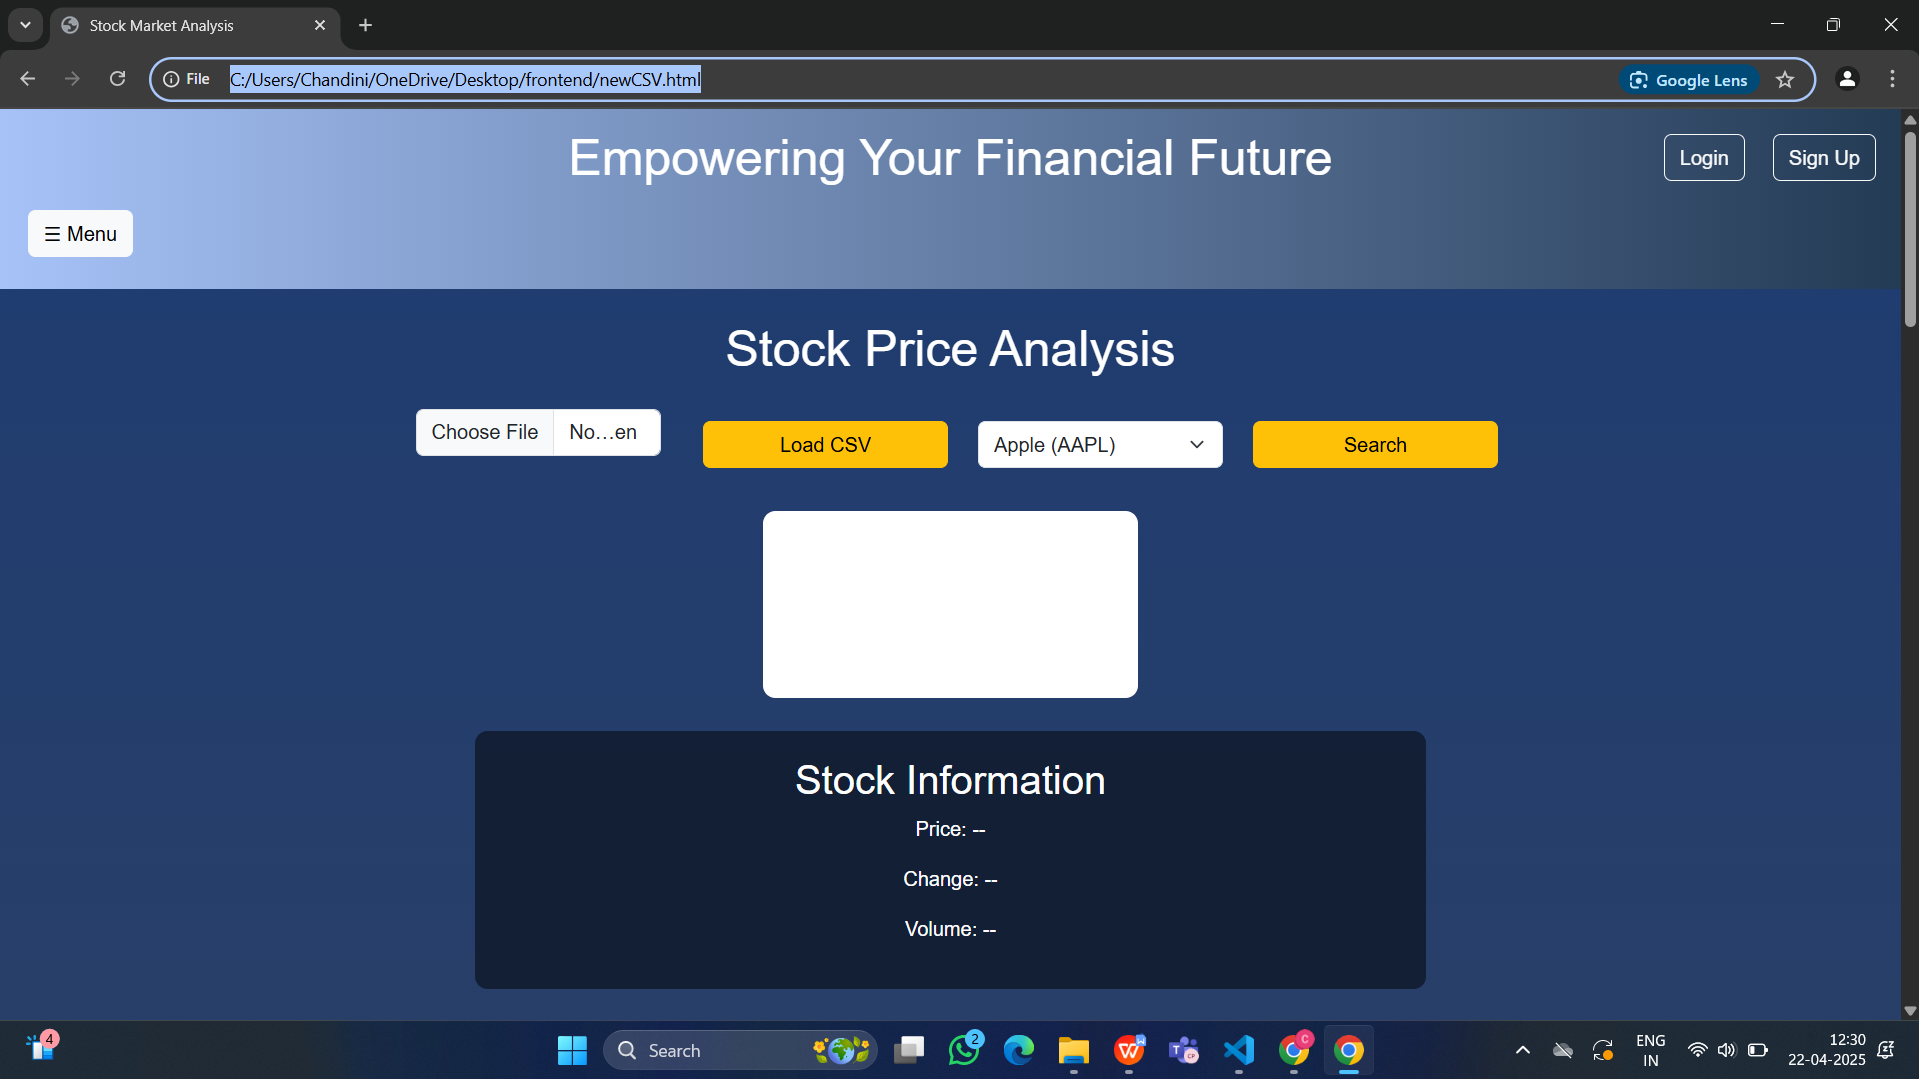 Stock Market Analysis
File
C:/Users/Chandini/OneDrive/Desktop/frontend/newCSV.html
Google Lens
Empowering Your Financial Future
Login
Sign Up
☰ Menu
Stock Price Analysis
Choose File
No...en
Load CSV
Apple (AAPL)
Search
Stock Information
Price: --
Change: --
Volume: --
4
Search
2
C
ENG
IN
12:30
22-04-2025